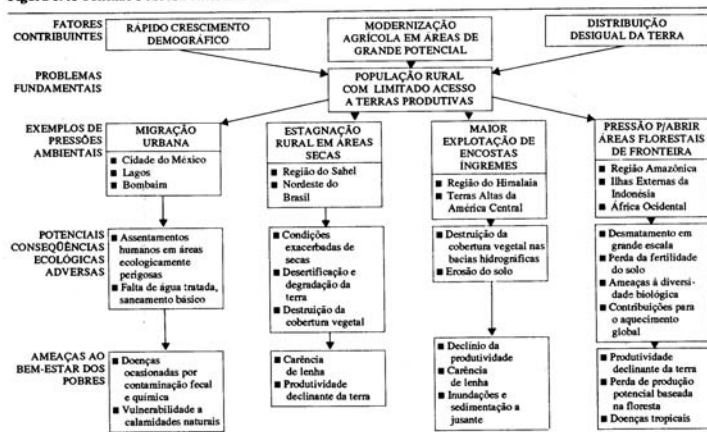 FATORES
CONTRIBUINTES
RÁPIDO CRESCIMENTO
DEMOGRÁFICO
MODERNIZAÇÃO
AGRÍCOLA EM ÁREAS DE
GRANDE POTENCIAL
DISTRIBUIÇÃO
DESIGUAL DA TERRA
PROBLEMAS
FUNDAMENTAIS
POPULAÇÃO RURAL
COM LIMITADO ACESSO
A TERRAS PRODUTIVAS
EXEMPLOS DE
PRESSÕES
AMBIENTAIS
MIGRAÇÃO
URBANA
■ Cidade do México
■ Lagos
■ Bombaim
ESTAGNAÇÃO
RURAL EM ÁREAS
SECAS
■ Região do Sahel
■ Nordeste do
Brasil
MAIOR
EXPLOTAÇÃO DE
ENCOSTAS
ÍNGREMES
■ Região do Himalaia
■ Terras Altas da
América Central
PRESSÃO P/ABRIR
ÁREAS FLORESTAIS
DE FRONTEIRA
■ Região Amazônica
■ Ilhas Externas da
Indonésia
■ África Ocidental
POTENCIAIS
CONSEQÜÊNCIAS
ECOLÓGICAS
ADVERSAS
■ Assentamentos
humanos em áreas
ecologicamente
perigosas
■ Falta de água tratada,
saneamento básico
■ Condições
exacerbadas de
secas
■ Desertificação e
degradação da
terra
■ Destruição da
cobertura vegetal
■ Destruição da
cobertura vegetal nas
bacias hidrográficas
■ Erosão do solo
■ Desmatamento em
grande escala
■ Perda da fertilidade
do solo
■ Ameaças à diversi-
dade biológica
■ Contribuições para
o aquecimento
global
AMEAÇAS AO
BEM-ESTAR DOS
POBRES
■ Doenças
ocasionadas por
contaminação fecal
e química
■ Vulnerabilidade a
calamidades naturais
■ Carência
de lenha
■ Produtividade
declinante da terra
■ Declínio da
produtividade
■ Carência
de lenha
■ Inundações e
sedimentação a
jusante
■ Produtividade
declinante da terra
■ Perda de produção
potencial baseada
na floresta
■ Doenças tropicais